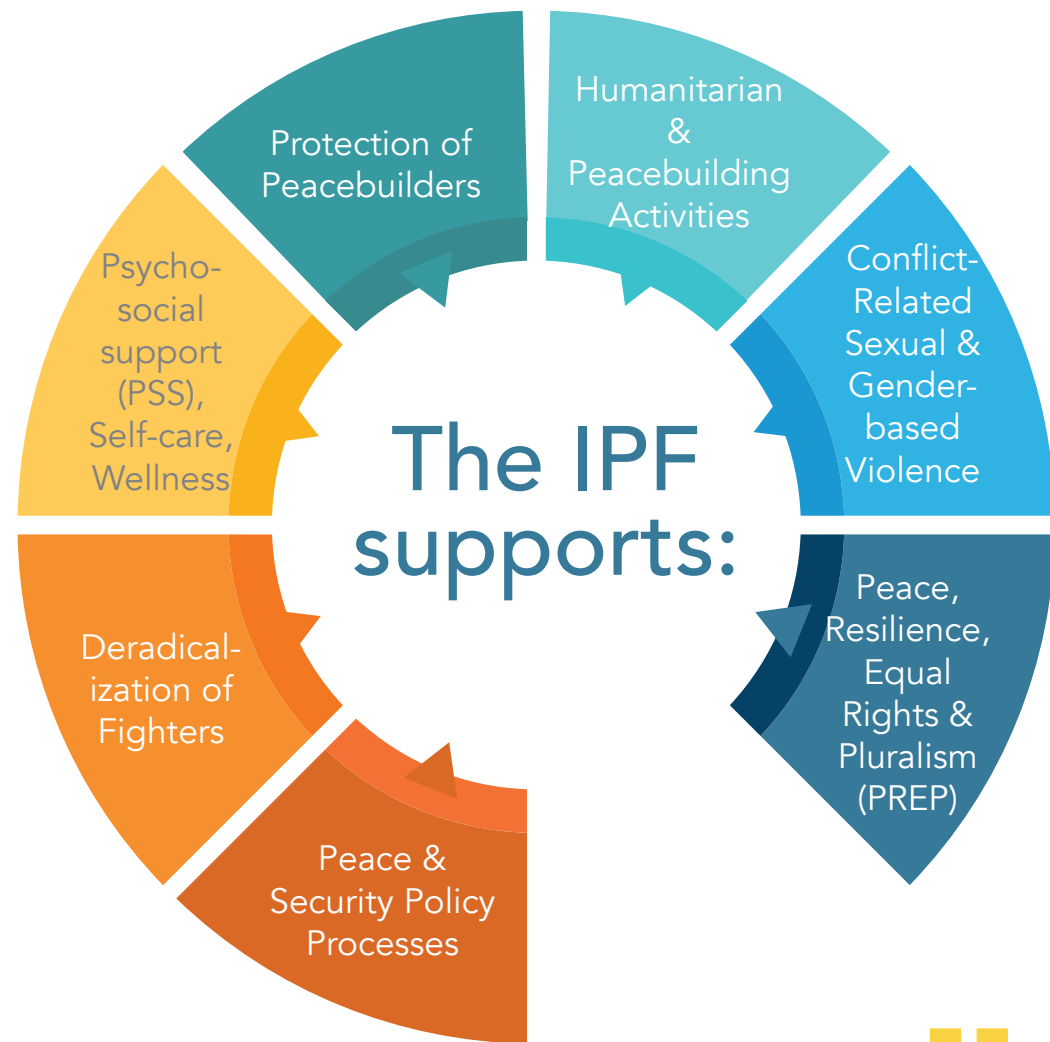 The IPF
supports:
Humanitarian
&
Peacebuilding
Activities
Conflict-
Related
Sexual &
Gender-
based
Violence
Peace,
Resilience,
Equal
Rights &
Pluralism
(PREP)
Peace &
Security Policy
Processes
Deradical-
ization of
Fighters
Psycho-
social
support
(PSS),
Self-care,
Wellness
Protection of
Peacebuilders